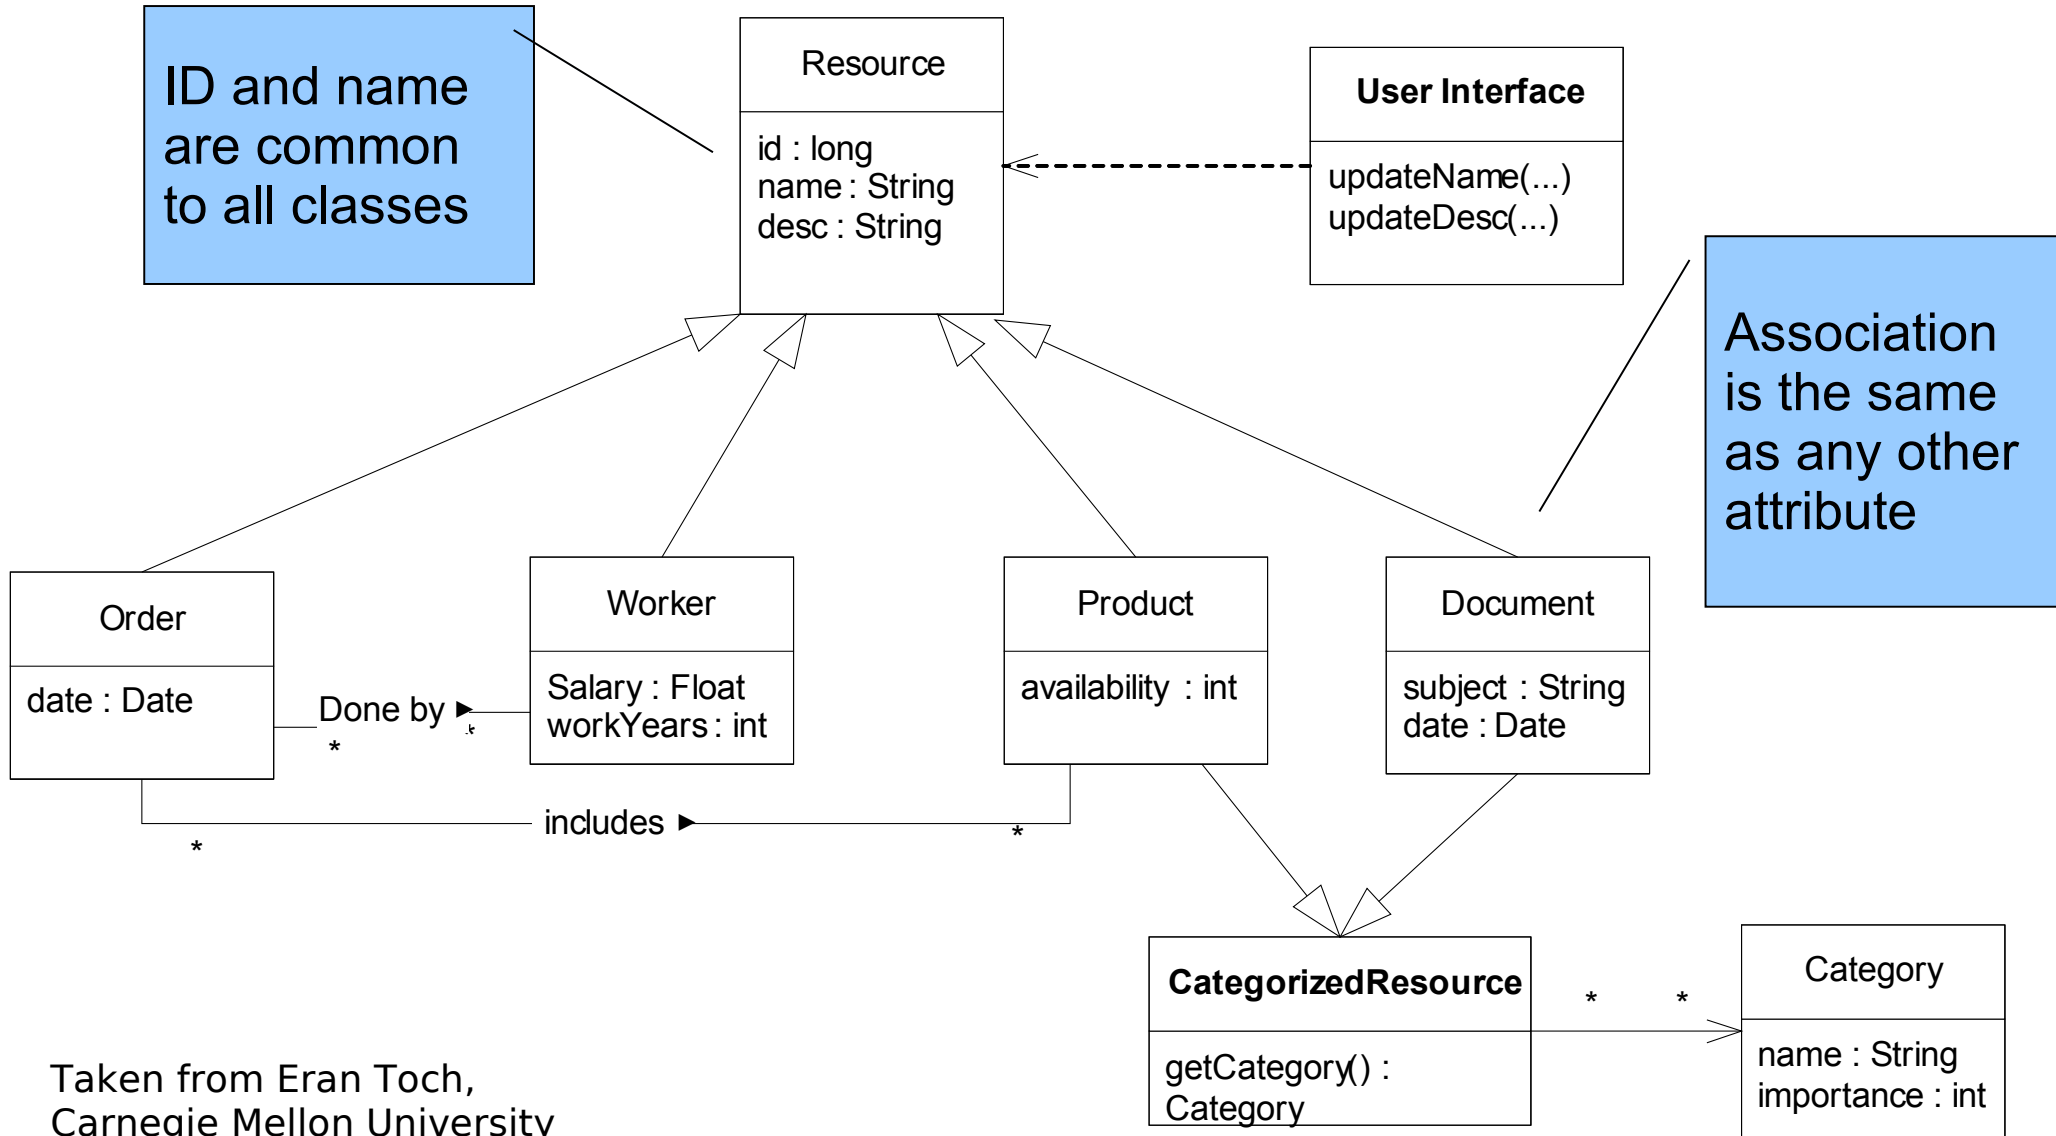 ID and name
are common
to all classes
Resource
id : long
name : String
desc : String
User Interface
updateName(...)
updateDesc(...)
Association
is the same
as any other
attribute
Order
date : Date
Done by ►
*
*
Worker
Salary : Float
workYears : int
Product
availability : int
Document
subject : String
date : Date
includes ►
*
*
CategorizedResource
getCategory() :
Category
*
*
Category
name : String
importance : int
Taken from Eran Toch,
Carnegie Mellon University